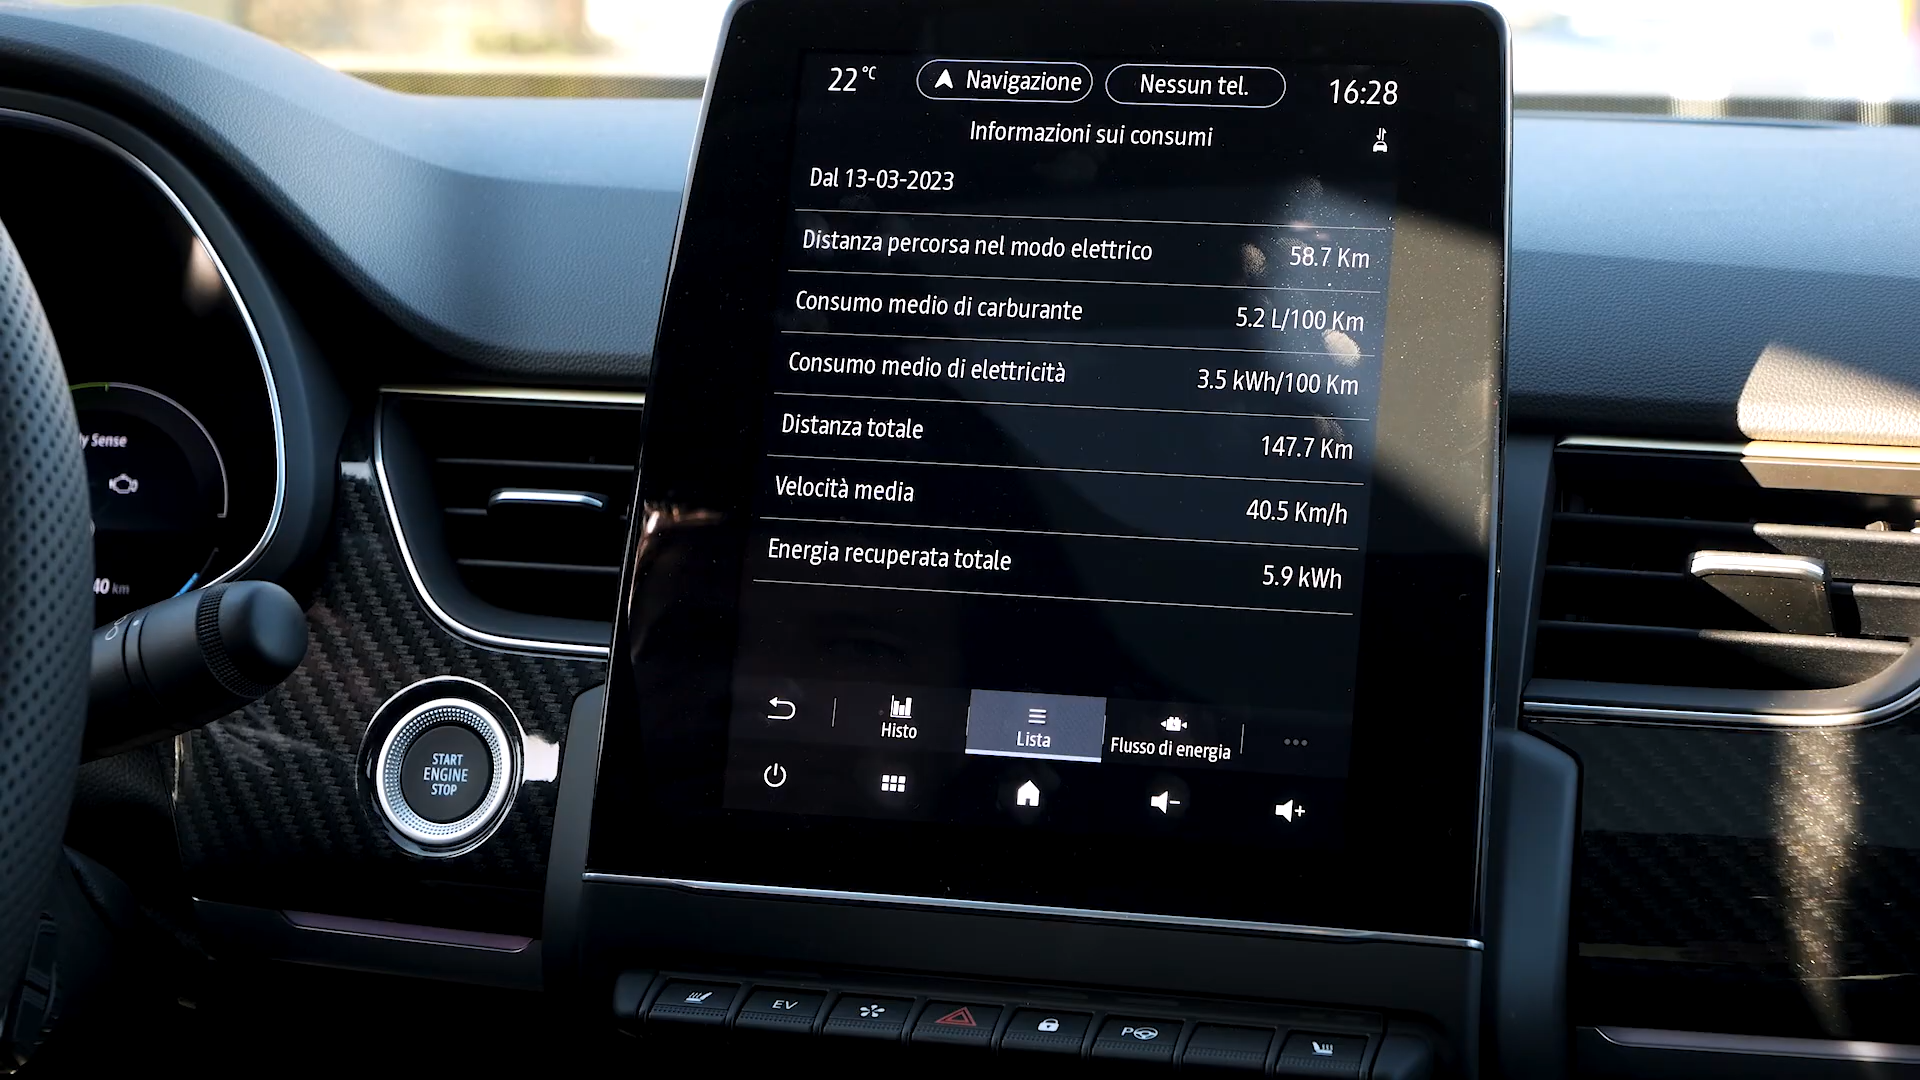 22°C
Navigazione
Nessun tel.
16:28
Informazioni sui consumi
Dal 13-03-2023
Distanza percorsa nel modo elettrico 58.7 Km
Consumo medio di carburante 5.2 L/100 Km
Consumo medio di elettricità 3.5 kWh/100 Km
Distanza totale 147.7 Km
Velocità media 40.5 Km/h
Energia recuperata totale 5.9 kWh
Histo
Lista
Flusso di energia
Sense
40 km
START
ENGINE
STOP
EV
P